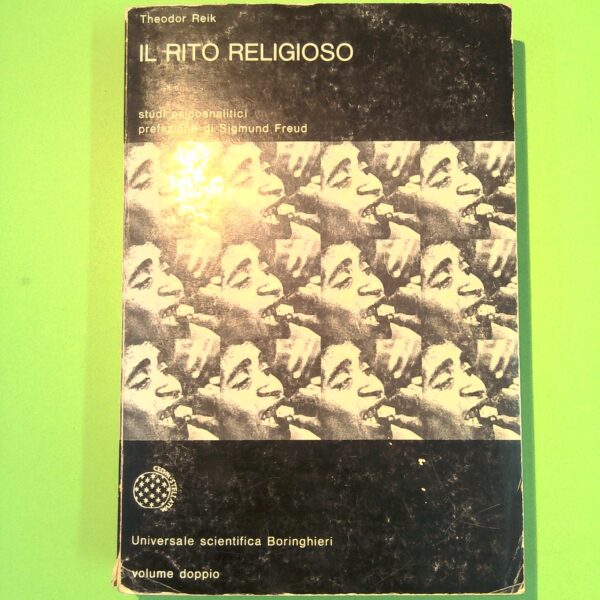 Theodor Reik
IL RITO RELIGIOSO
studi psicoanalitici
prefazione di Sigmund Freud
Universale scientifica Boringhieri
volume doppio